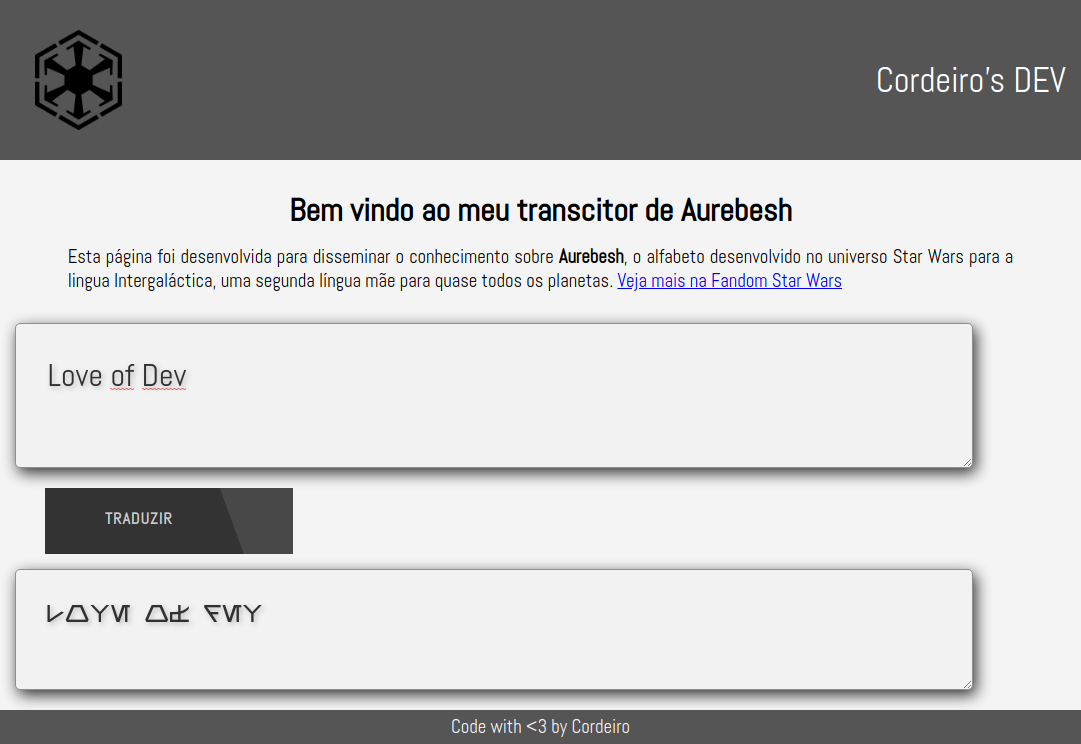 Cordeiro's DEV
Bem vindo ao meu transcitor de Aurebesh
Esta página foi desenvolvida para disseminar o conhecimento sobre Aurebesh, o alfabeto desenvolvido no universo Star Wars para a
lingua Intergaláctica, uma segunda língua mãe para quase todos os planetas. Veja mais na Fandom Star Wars
Love of Dev
TRADUZIR
Code with <3 by Cordeiro